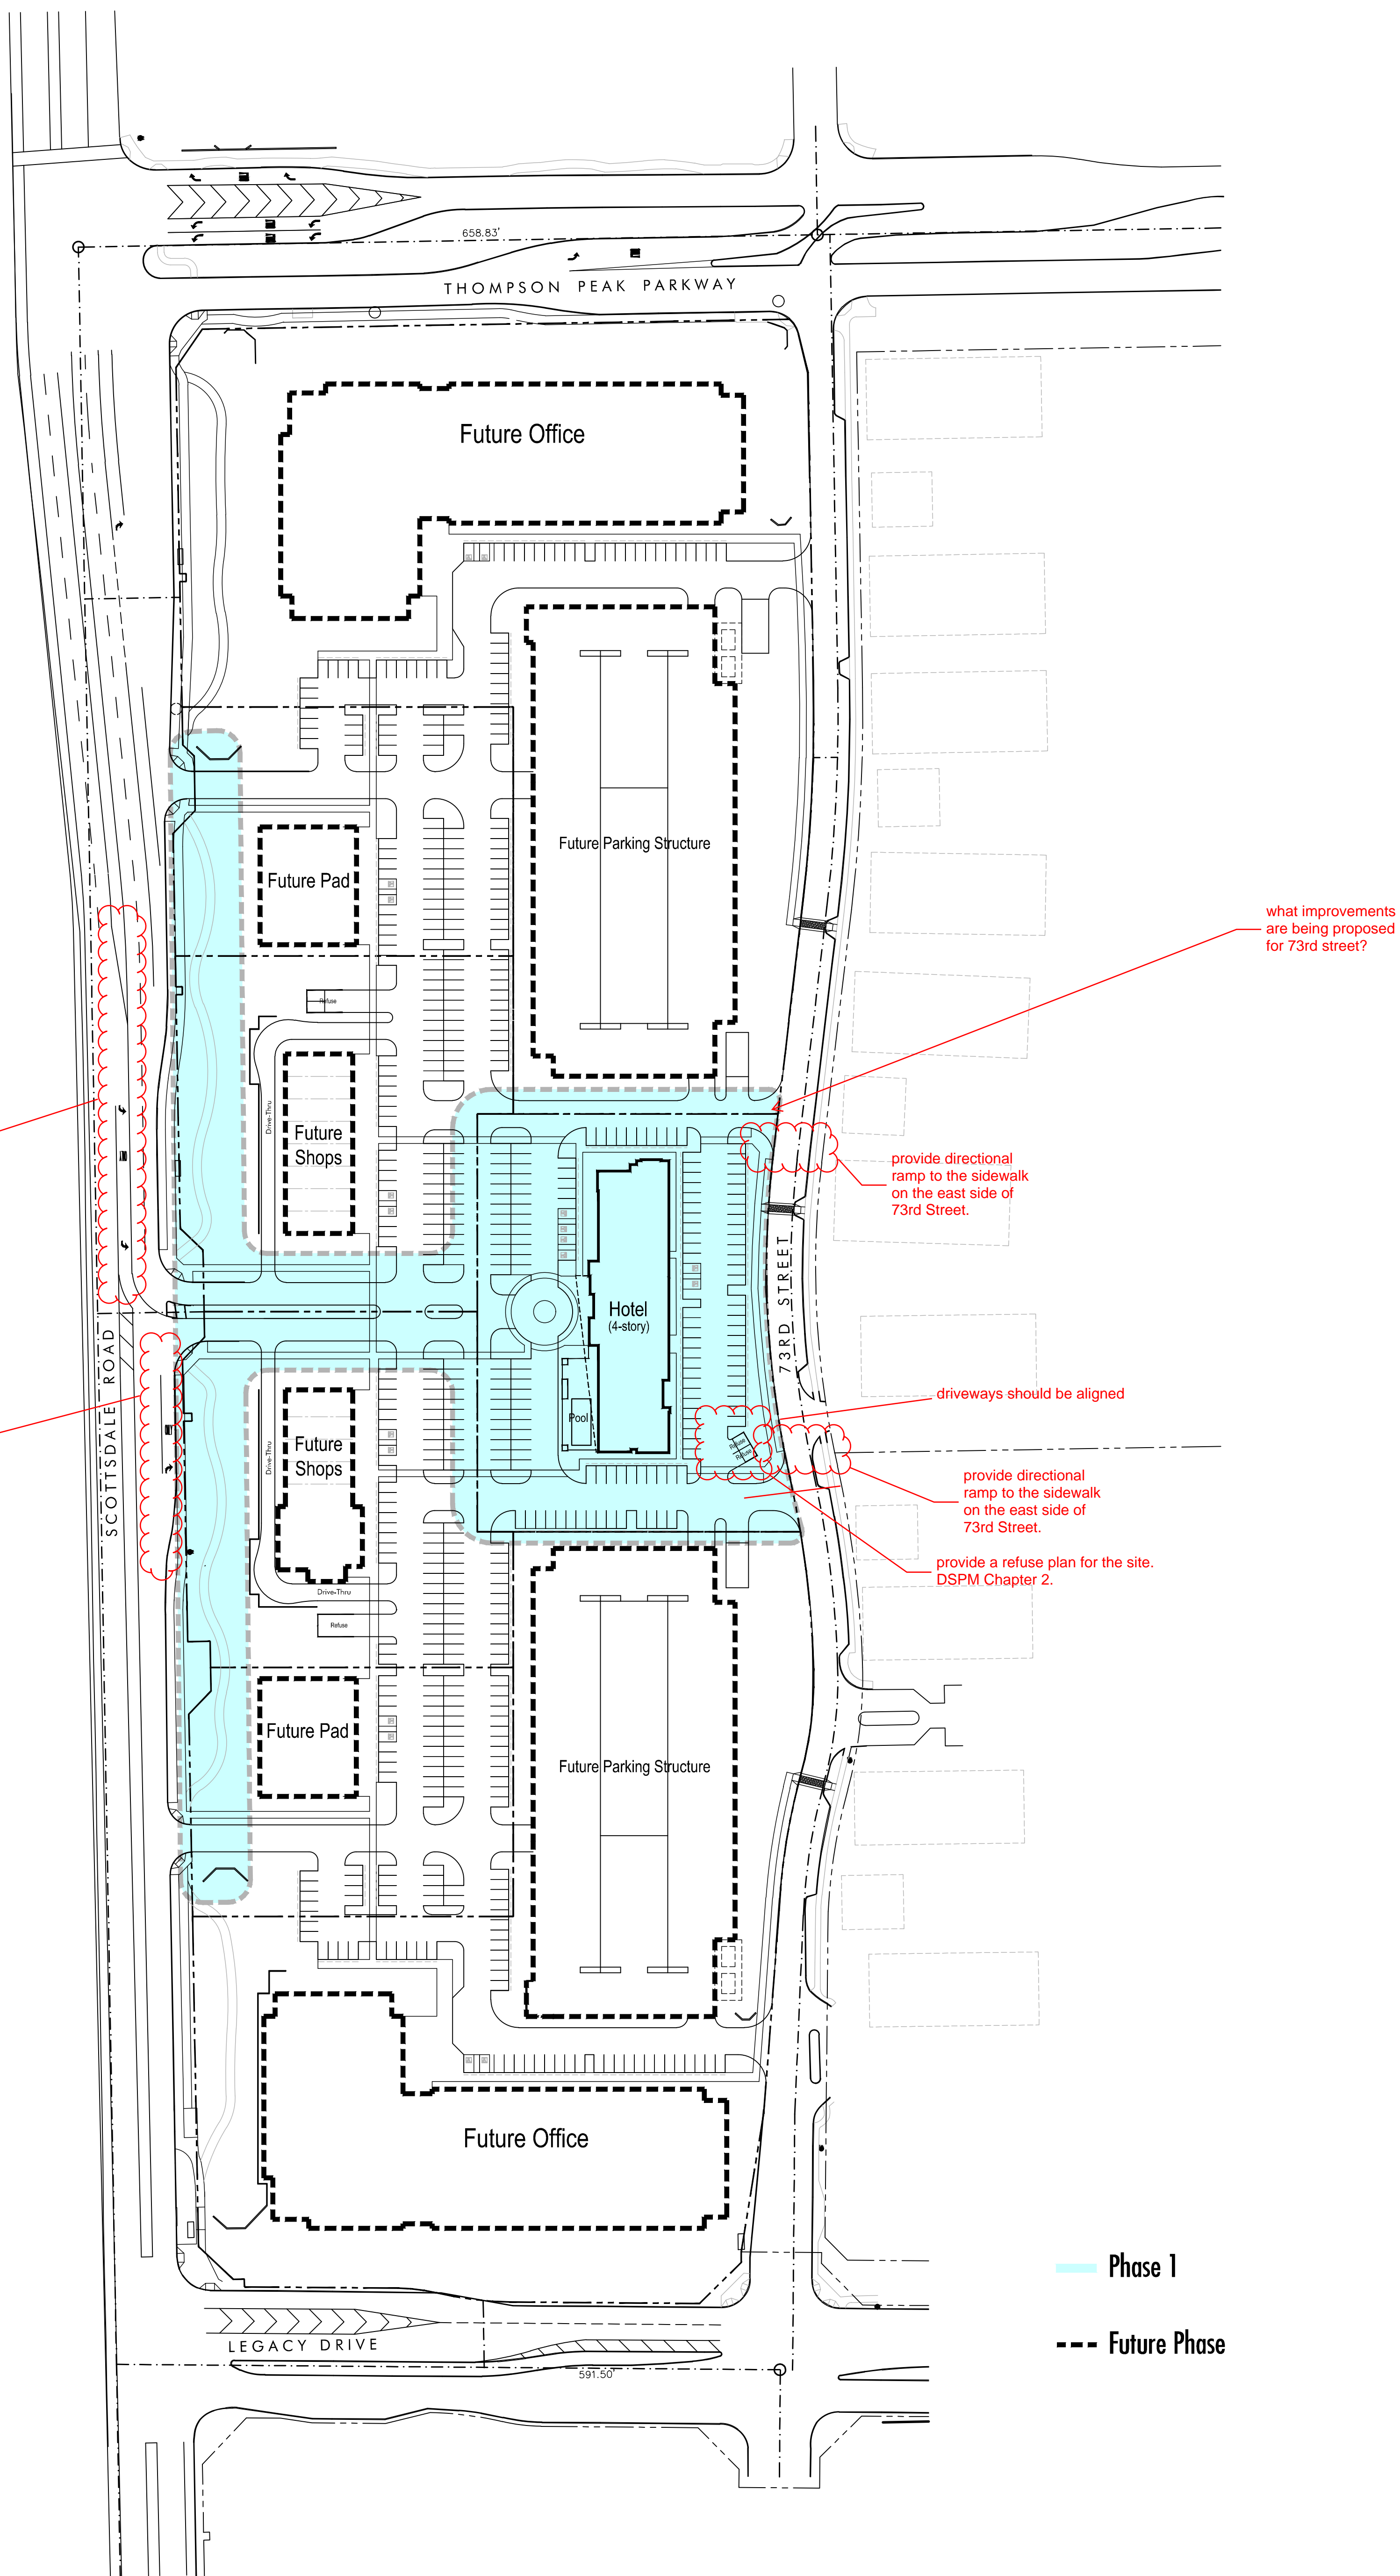 658.83'
THOMPSON PEAK PARKWAY
Future Office
Future Parking Structure
Future Pad
what improvements
are being proposed
for 73rd street?
Refuse
Drive-Thru
Future
Shops
provide directional
ramp to the sidewalk
on the east side of
73rd Street.
73RD STREET
Hotel
(4-story)
SCOTTSDALE ROAD
Pool
driveways should be aligned
Drive-Thru
Future
Shops
Refuse
Refuse
provide directional
ramp to the sidewalk
on the east side of
73rd Street.
provide a refuse plan for the site.
DSPM Chapter 2.
Drive-Thru
Refuse
Future Pad
Future Parking Structure
Future Office
Phase 1
Future Phase
LEGACY DRIVE
591.50'